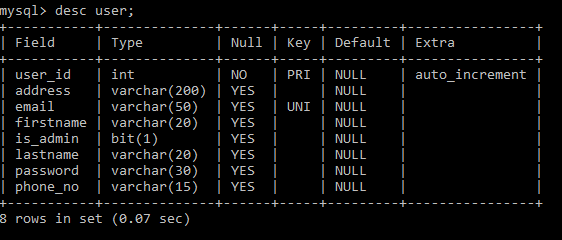 mysql> desc user;
+-----------+--------------+------+-----+---------+----------------+
| Field     | Type         | Null | Key | Default | Extra          |
+-----------+--------------+------+-----+---------+----------------+
| user_id   | int          | NO   | PRI | NULL    | auto_increment |
| address   | varchar(200) | YES  |     | NULL    |                |
| email     | varchar(50)  | YES  | UNI | NULL    |                |
| firstname | varchar(20)  | YES  |     | NULL    |                |
| is_admin  | bit(1)       | YES  |     | NULL    |                |
| lastname  | varchar(20)  | YES  |     | NULL    |                |
| password  | varchar(30)  | YES  |     | NULL    |                |
| phone_no  | varchar(15)  | YES  |     | NULL    |                |
+-----------+--------------+------+-----+---------+----------------+
8 rows in set (0.07 sec)